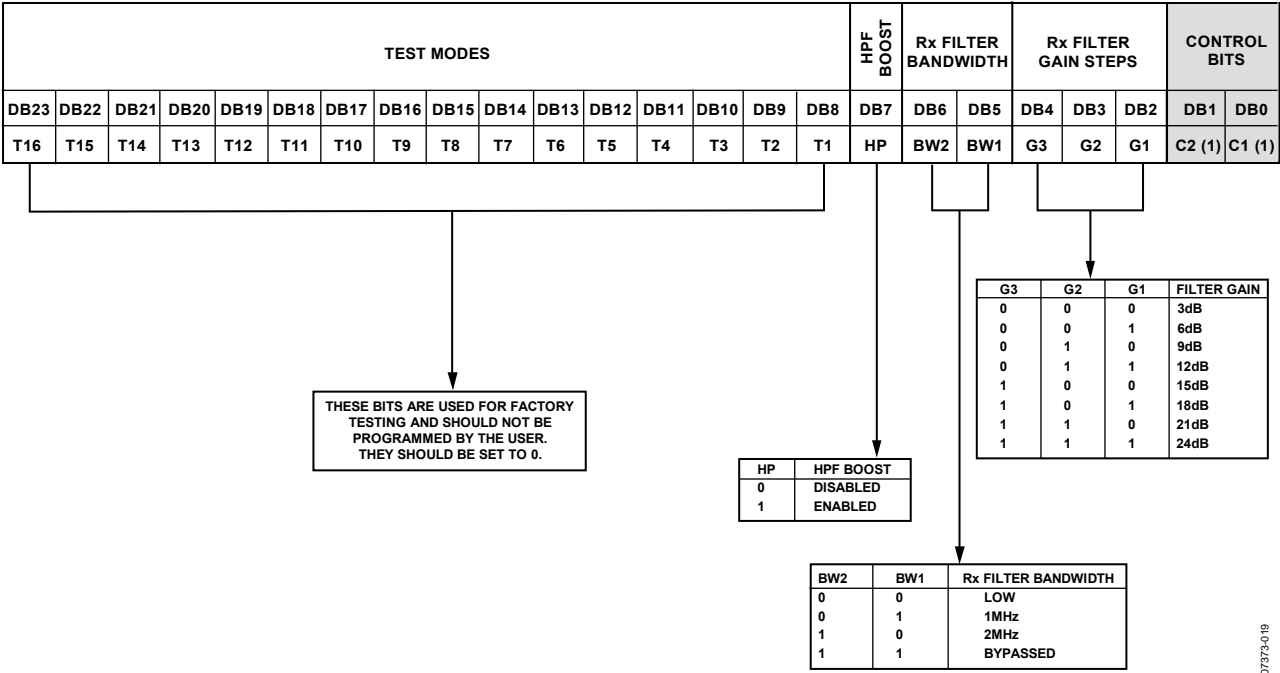 TEST MODES
HPF BOOST
Rx FILTER BANDWIDTH
Rx FILTER GAIN STEPS
CONTROL BITS
DB23 DB22 DB21 DB20 DB19 DB18 DB17 DB16 DB15 DB14 DB13 DB12 DB11 DB10 DB9 DB8 DB7 DB6 DB5 DB4 DB3 DB2 DB1 DB0
T16 T15 T14 T13 T12 T11 T10 T9 T8 T7 T6 T5 T4 T3 T2 T1 HP BW2 BW1 G3 G2 G1 C2 (1) C1 (1)
G3 G2 G1 FILTER GAIN
0 0 0 3dB
0 0 1 6dB
0 1 0 9dB
0 1 1 12dB
1 0 0 15dB
1 0 1 18dB
1 1 0 21dB
1 1 1 24dB
THESE BITS ARE USED FOR FACTORY
TESTING AND SHOULD NOT BE
PROGRAMMED BY THE USER.
THEY SHOULD BE SET TO 0.
HP HPF BOOST
0 DISABLED
1 ENABLED
BW2 BW1 Rx FILTER BANDWIDTH
0 0 LOW
0 1 1MHz
1 0 2MHz
1 1 BYPASSED
07373-019